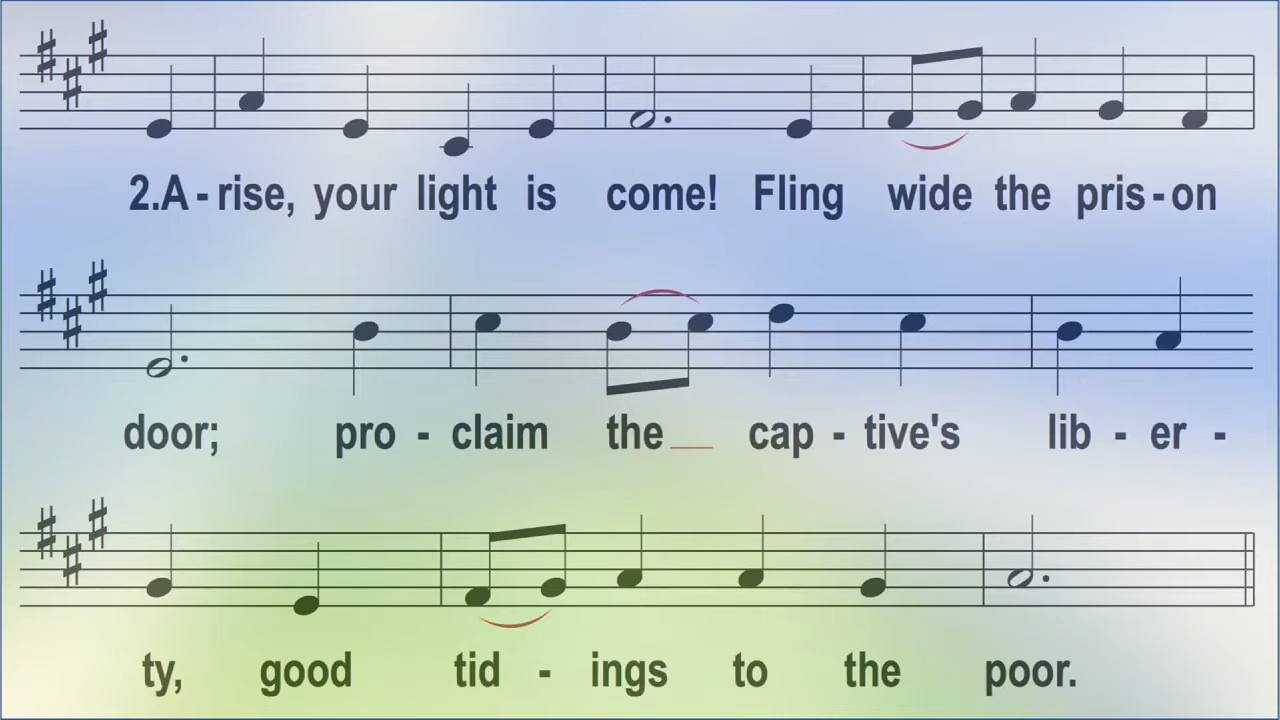 2.A - rise, your light is come! Fling wide the pris - on
door; pro - claim the__ cap - tive's lib - er -
ty, good tid - ings to the poor.